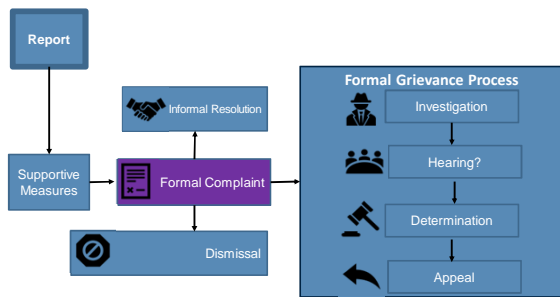 Report
Formal Grievance Process
Informal Resolution
Investigation
Supportive
Measures
Formal Complaint
Hearing?
Dismissal
Determination
Appeal